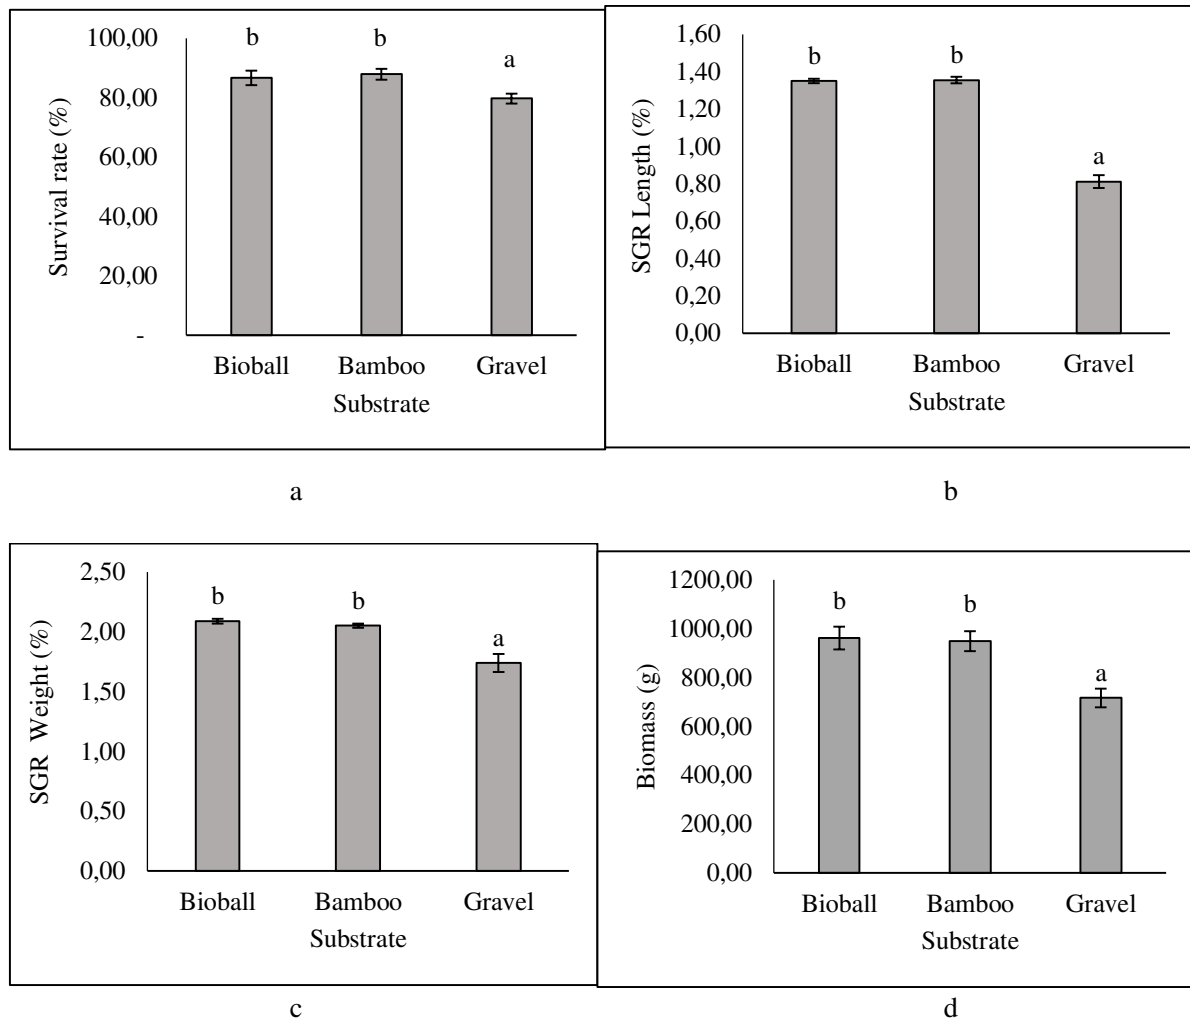 100,00
80,00
60,00
40,00
20,00
-
Survival rate (%)
b
b
a
Bioball Bamboo Gravel
Substrate
a
1,60
1,40
1,20
1,00
0,80
0,60
0,40
0,20
0,00
SGR Length (%)
b
b
a
Bioball Bamboo Gravel
Substrate
b
2,50
2,00
1,50
1,00
0,50
0,00
SGR Weight (%)
b
b
a
Bioball Bamboo Gravel
Substrate
c
1200,00
1000,00
800,00
600,00
400,00
200,00
0,00
Biomass (g)
b
b
a
Bioball Bamboo Gravel
Substrate
d